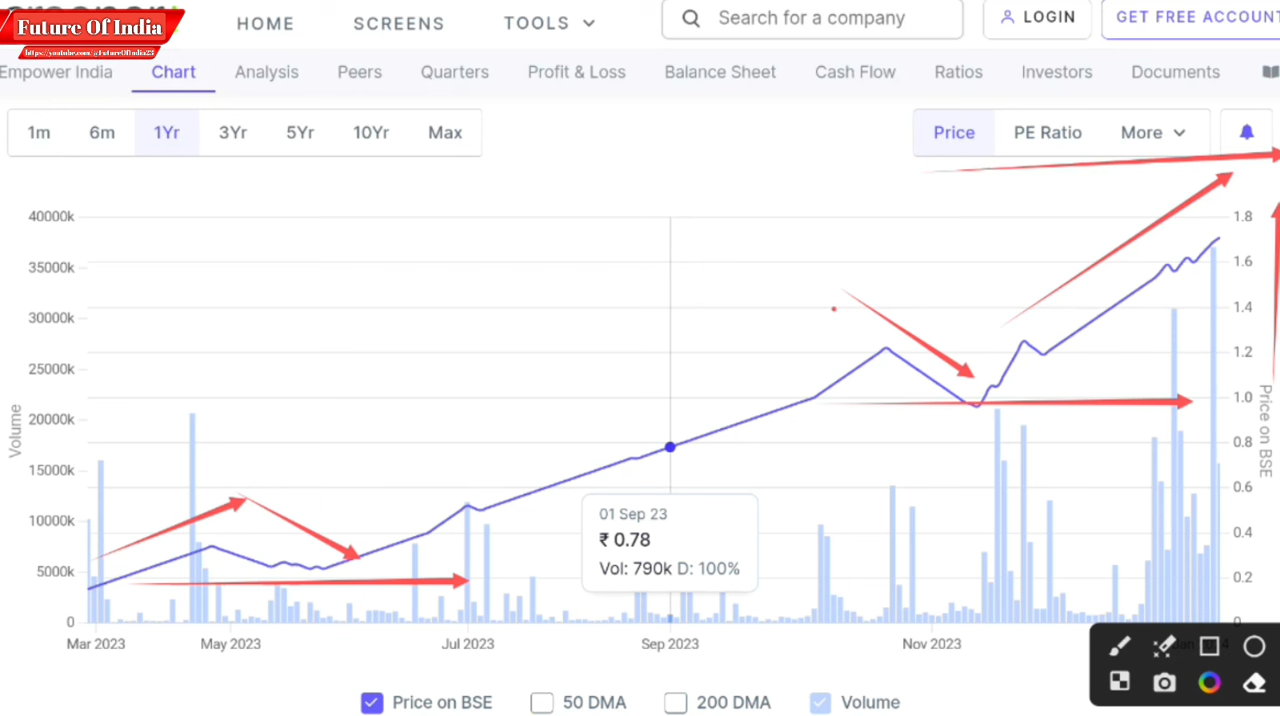 Future Of India
https://youtube.com/@FutureOfIndia23
HOME SCREENS TOOLS Search for a company LOGIN GET FREE ACCOUNT
Empower India Chart Analysis Peers Quarters Profit & Loss Balance Sheet Cash Flow Ratios Investors Documents
1m 6m 1Yr 3Yr 5Yr 10Yr Max Price PE Ratio More
40000k
35000k
30000k
25000k
20000k
15000k
10000k
5000k
0
Volume
1.8
1.6
1.4
1.2
1.0
0.8
0.6
0.4
0.2
0
Price on BSE
01 Sep 23
₹ 0.78
Vol: 790k D: 100%
Mar 2023 May 2023 Jul 2023 Sep 2023 Nov 2023
Price on BSE 50 DMA 200 DMA Volume